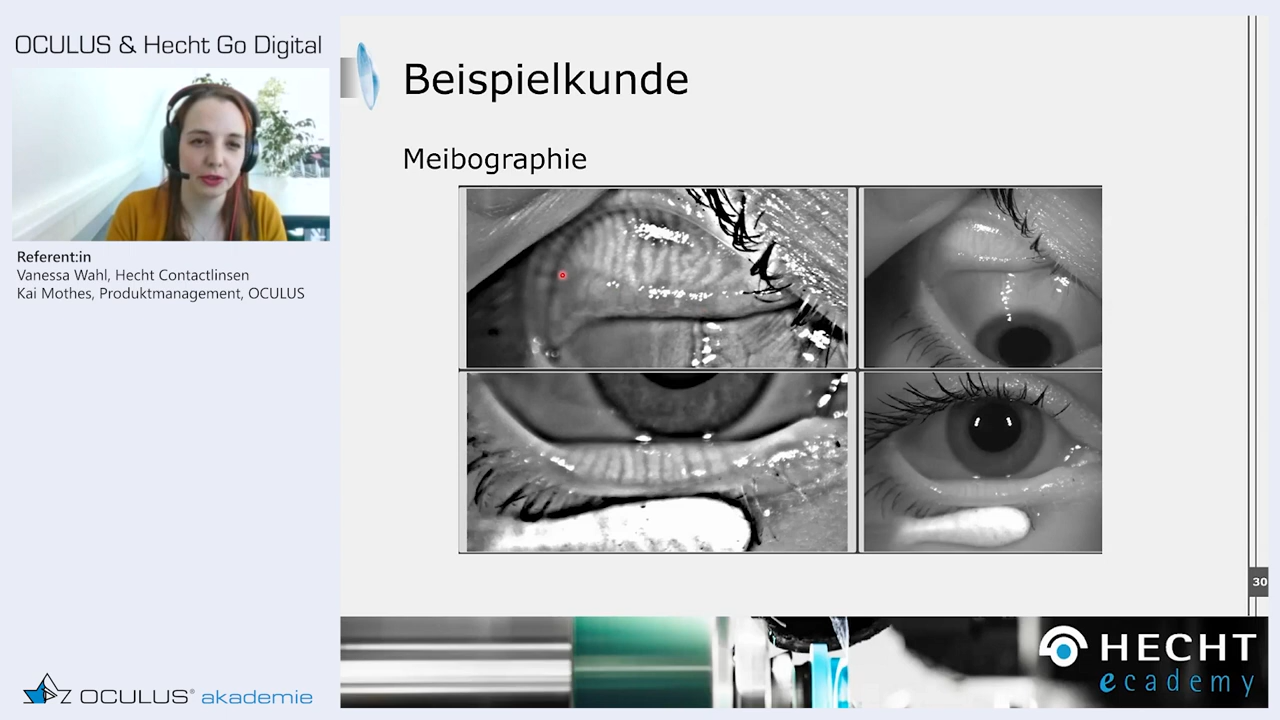 OCULUS & Hecht Go Digital
Referent:in
Vanessa Wahl, Hecht Contactlinsen
Kai Mothes, Produktmanagement, OCULUS
OCULUS® akademie
Beispielkunde
Meibographie
30
HECHT
ecademy